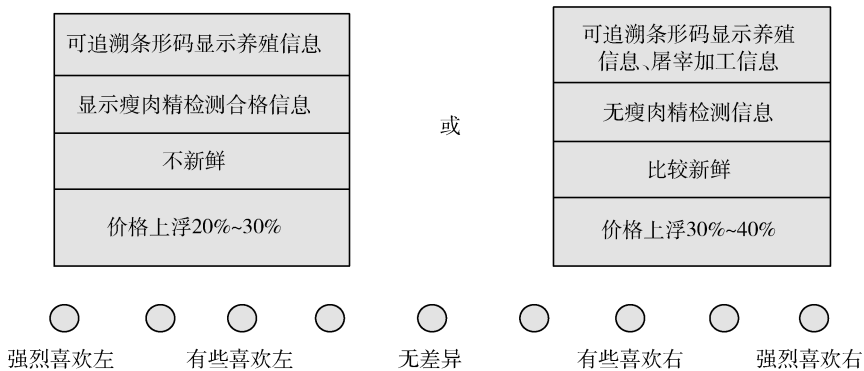 可追溯条形码显示养殖信息
显示瘦肉精检测合格信息
不新鲜
价格上浮20%~30%
或
可追溯条形码显示养殖
信息、屠宰加工信息
无瘦肉精检测信息
比较新鲜
价格上浮30%~40%
强烈喜欢左
有些喜欢左
无差异
有些喜欢右
强烈喜欢右